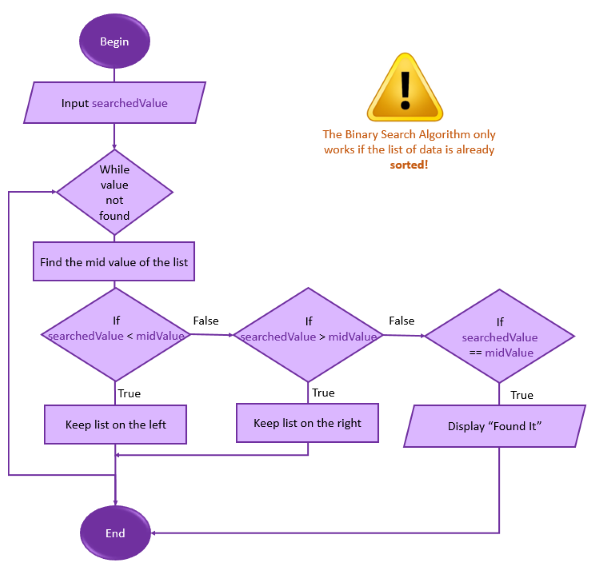 Begin
Input searchedValue
The Binary Search Algorithm only
works if the list of data is already
sorted!
While
value
not
found
Find the mid value of the list
If
searchedValue < midValue
False
If
searchedValue > midValue
False
If
searchedValue
== midValue
True
True
True
Keep list on the left
Keep list on the right
Display “Found It”
End